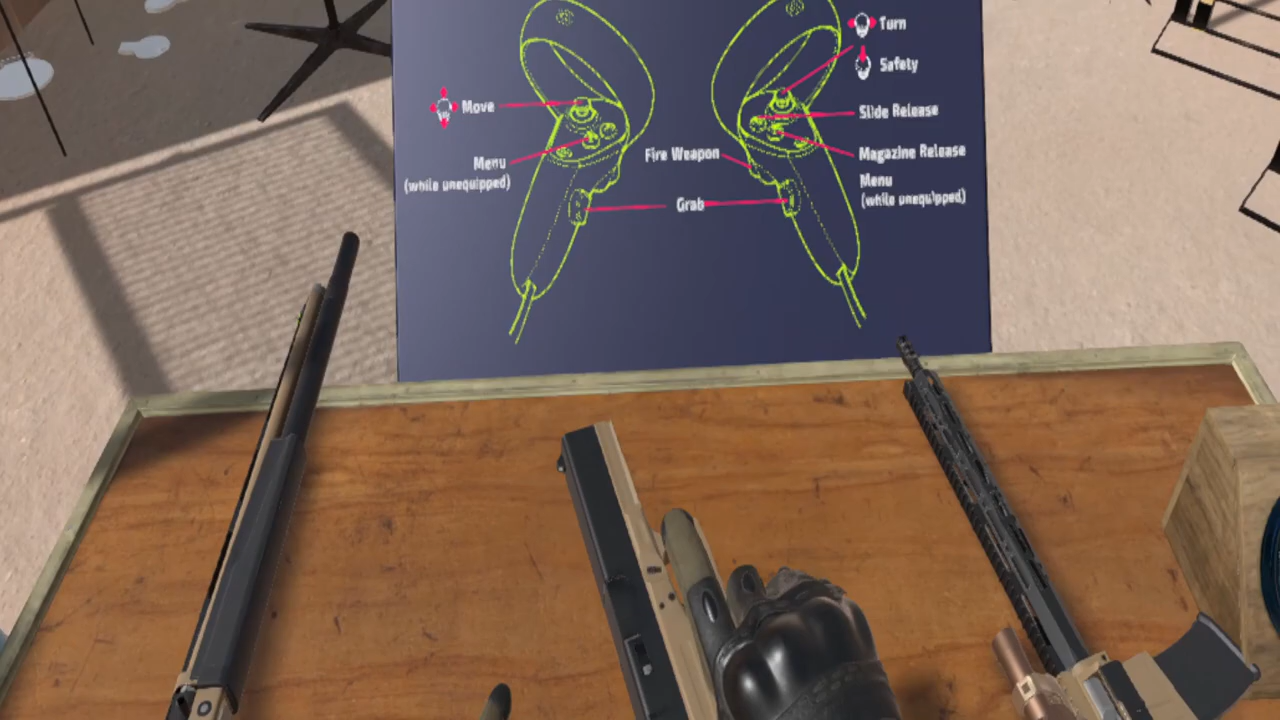 Turn
Safety
Move
Slide Release
Menu
(while unequipped)
Fire Weapon
Magazine Release
Menu
(while unequipped)
Grab